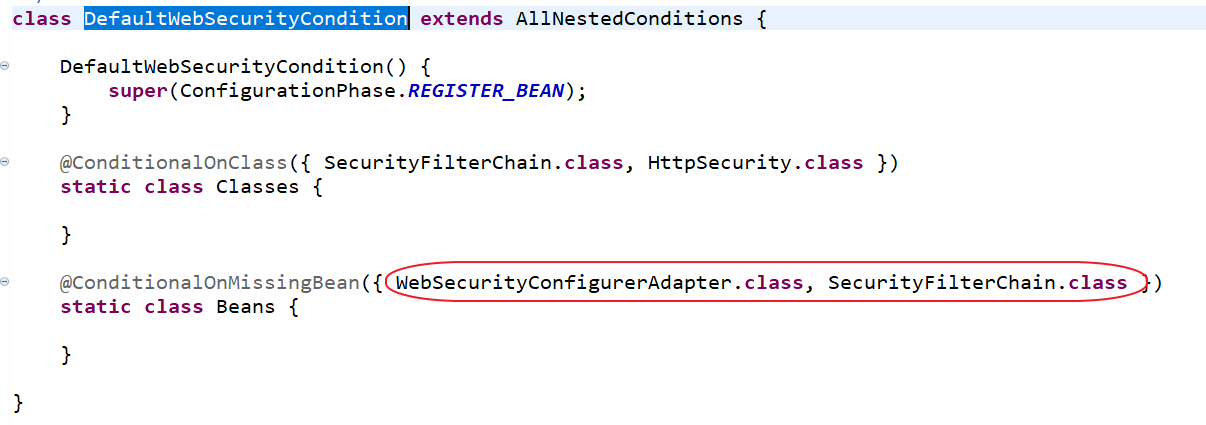 class DefaultWebSecurityCondition extends AllNestedConditions {
DefaultWebSecurityCondition() {
super(ConfigurationPhase.REGISTER_BEAN);
}
@ConditionalOnClass({ SecurityFilterChain.class, HttpSecurity.class })
static class Classes {
}
@ConditionalOnMissingBean({ WebSecurityConfigurerAdapter.class, SecurityFilterChain.class })
static class Beans {
}
}